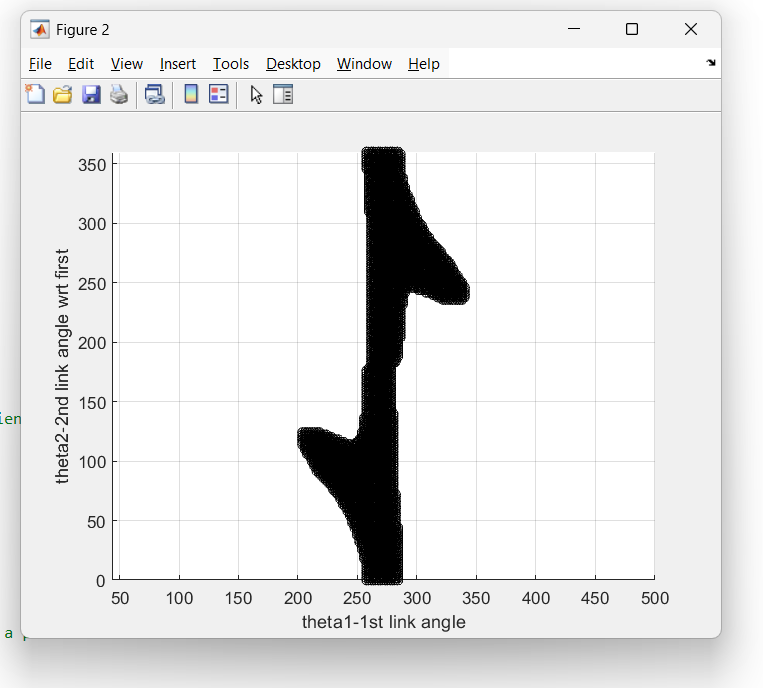 Figure 2
File Edit View Insert Tools Desktop Window Help
350
300
250
200
150
100
50
0
theta2-2nd link angle wrt first
50 100 150 200 250 300 350 400 450 500
theta1-1st link angle
ien
a